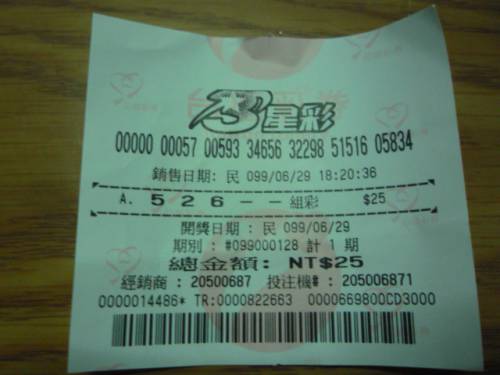 3星彩
00000 00057 00593 34656 32298 51516 05834
銷售日期: 民 099/06/29 18:20:36
A. 5 2 6 - - 組彩 $25
開獎日期 : 民 099/06/29
期別 : #099000128 計 1 期
總金額: NT$25
經銷商 : 20500687 投注機# : 205006871
0000014486* TR:0000822663 0000669800CD3000